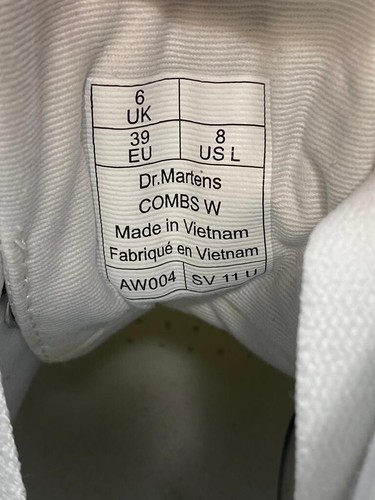 6
UK
39
EU
8
US L
Dr.Martens
COMBS W
Made in Vietnam
Fabriqué en Vietnam
AW004
SV 11 U